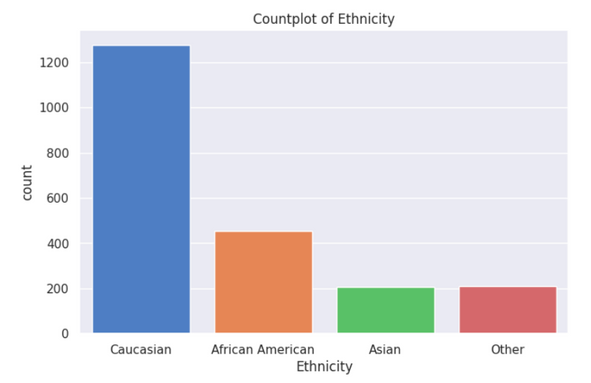 Countplot of Ethnicity
1200
1000
800
600
400
200
0
count
Caucasian
African American
Asian
Other
Ethnicity